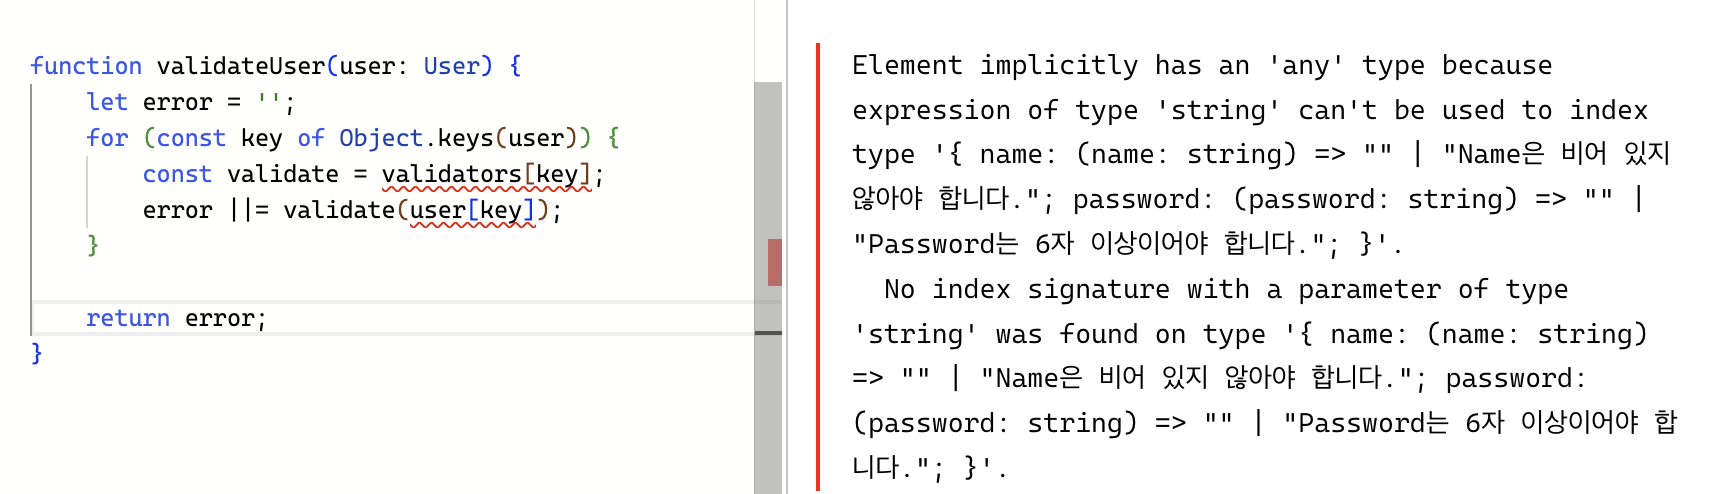 function validateUser(user: User) {
let error = '';
for (const key of Object.keys(user)) {
const validate = validators[key];
error ||= validate(user[key]);
}
return error;
}
Element implicitly has an 'any' type because
expression of type 'string' can't be used to index
type '{ name: (name: string) => "" | "Name은 비어 있지
않아야 합니다."; password: (password: string) => "" |
"Password는 6자 이상이어야 합니다."; }'.
No index signature with a parameter of type
'string' was found on type '{ name: (name: string)
=> "" | "Name은 비어 있지 않아야 합니다."; password:
(password: string) => "" | "Password는 6자 이상이어야 합
니다."; }'.